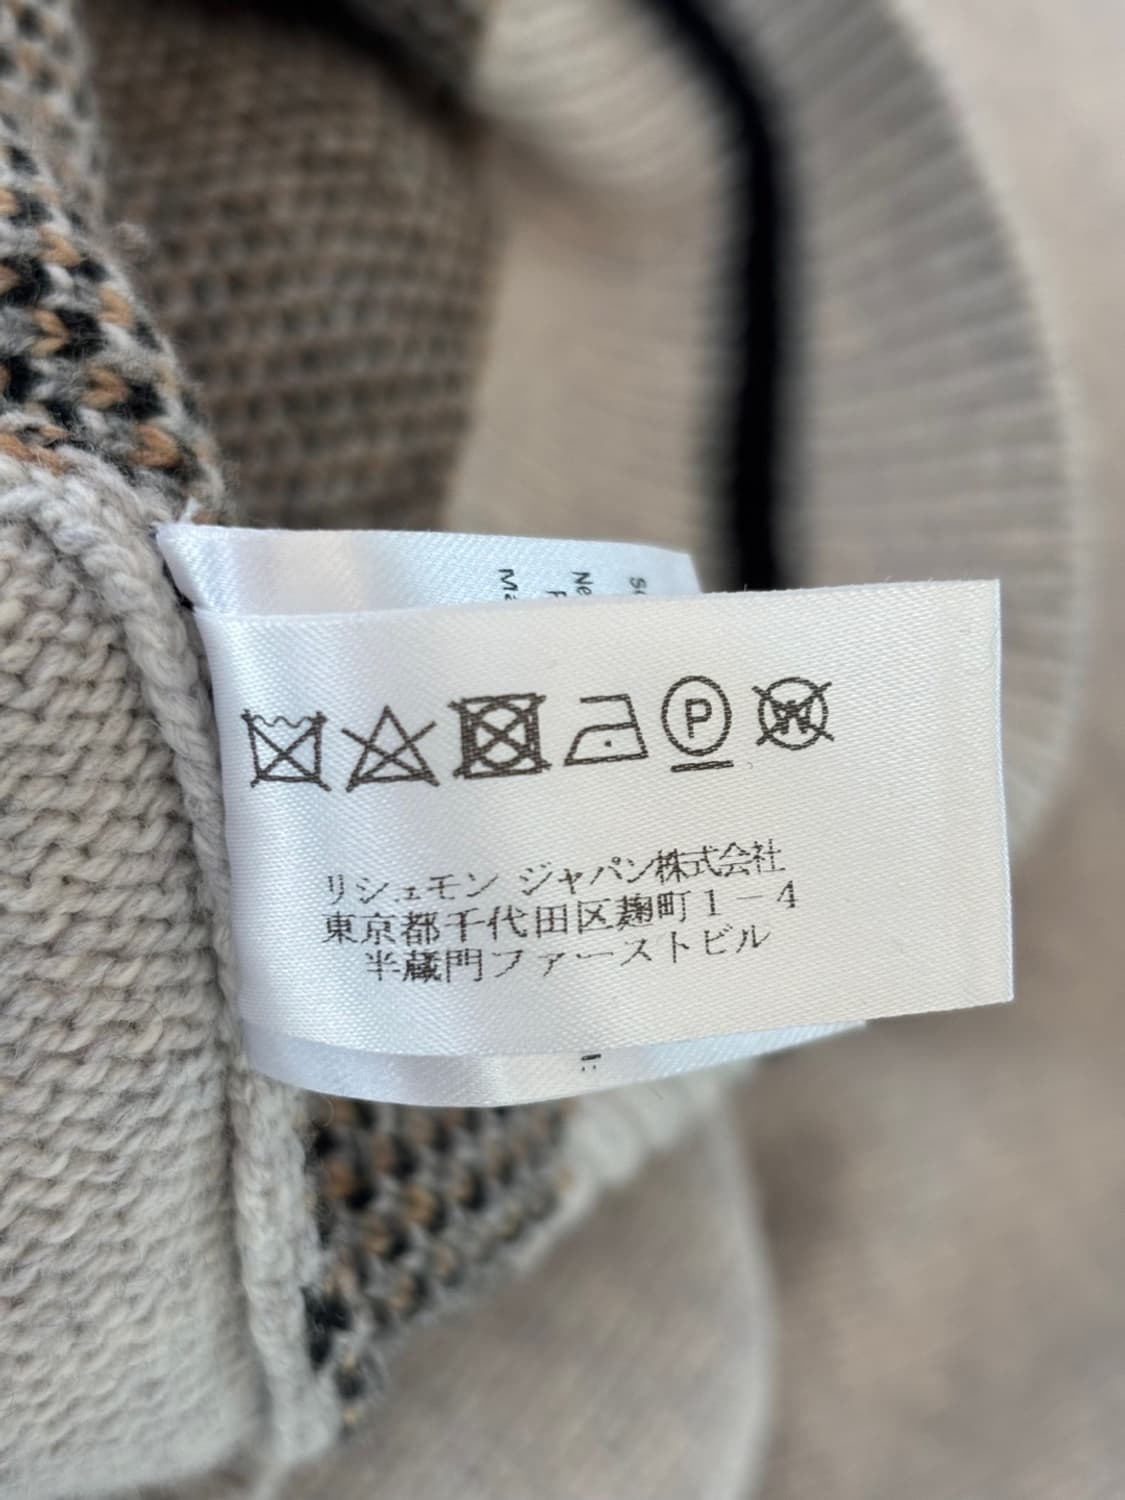 P
W
リシェモン ジャパン株式会社
東京都千代田区麹町1-4
半蔵門ファーストビル